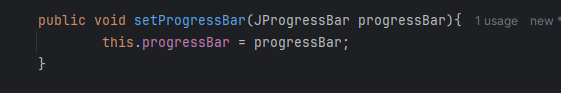 public void setProgressBar(JProgressBar progressBar){ 1 usage new *
this.progressBar = progressBar;
}